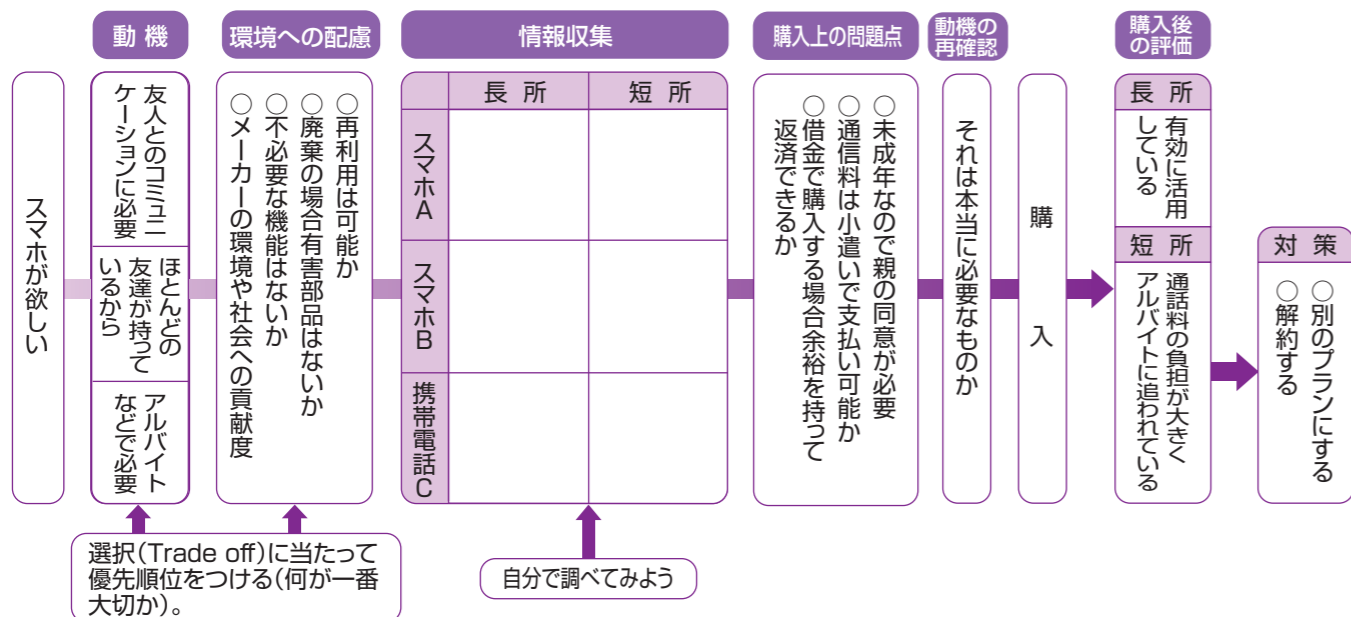 動機
環境への配慮
情報収集
購入上の問題点
動機の
再確認
購入後
の評価
スマホが欲しい
友人とのコミュニ
ケーションに必要
ほとんどの
友達が持って
いるから
アルバイト
などで必要
○再利用は可能か
○廃棄の場合有害部品はないか
○不必要な機能はないか
○メーカーの環境や社会への貢献度
長所
短所
スマホA
スマホB
携帯電話C
○未成年なので親の同意が必要
○通信料は小遣いで支払い可能か
○借金で購入する場合余裕を持って
返済できるか
それは本当に必要なものか
購入
長所
有効に活用
している
短所
通話料の負担が大きく
アルバイトに追われている
対策
○別のプランにする
○解約する
選択(Trade off)に当たって
優先順位をつける(何が一番
大切か)。
自分で調べてみよう